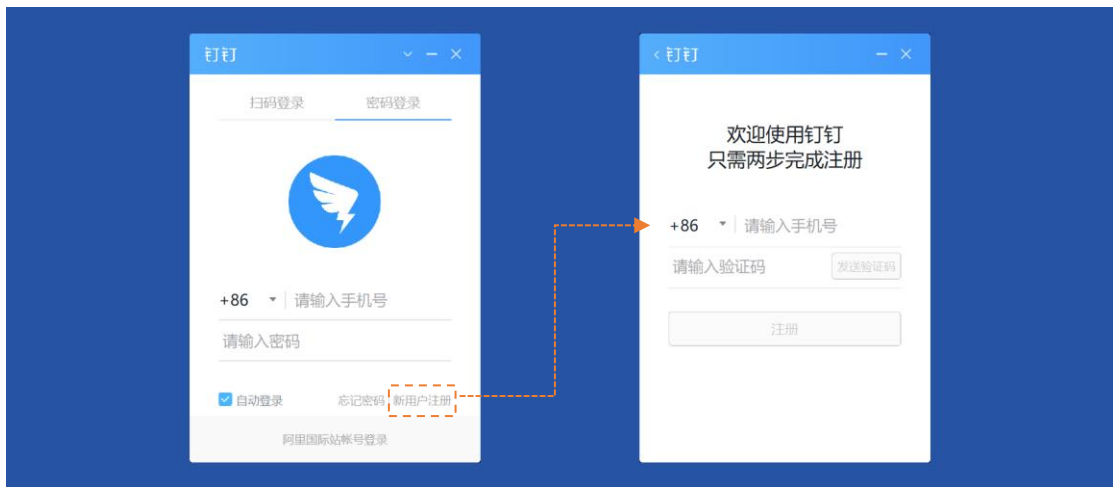 钉钉
扫码登录 密码登录
+86 请输入手机号
请输入密码
自动登录 忘记密码 新用户注册
阿里国际站帐号登录
钉钉
欢迎使用钉钉
只需两步完成注册
+86 请输入手机号
请输入验证码 发送验证码
注册